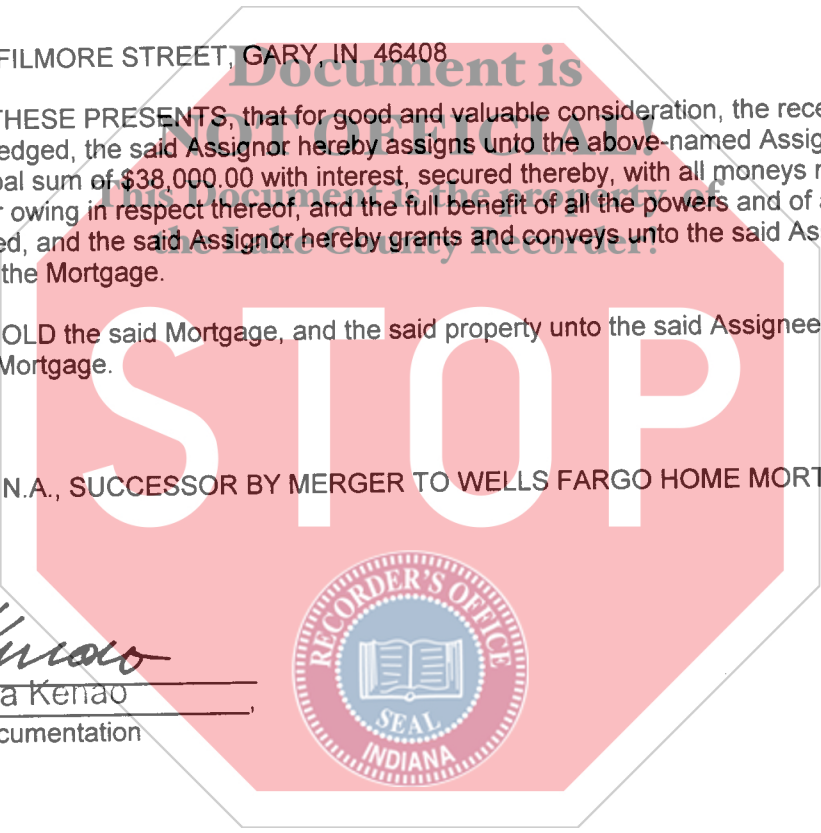 FILMORE STREET, GARY, IN 46408
Document is
THESE PRESENTS, that for good and valuable consideration, the rece
NOT OFFICIAL!
edged, the said Assignor hereby assigns unto the above-named Assig
pal sum of $38,000.00 with interest, secured thereby, with all moneys
This Document is the property of
r owing in respect thereof, and the full benefit of all the powers and of
ed, and the said Assignor hereby grants and conveys unto the said As
the Lake County Recorder!
the Mortgage.
OLD the said Mortgage, and the said property unto the said Assignee
Mortgage.
STOP
N.A., SUCCESSOR BY MERGER TO WELLS FARGO HOME MORT
RECORDER'S OFFICE
SEAL
INDIANA
a Kenao
cumentation